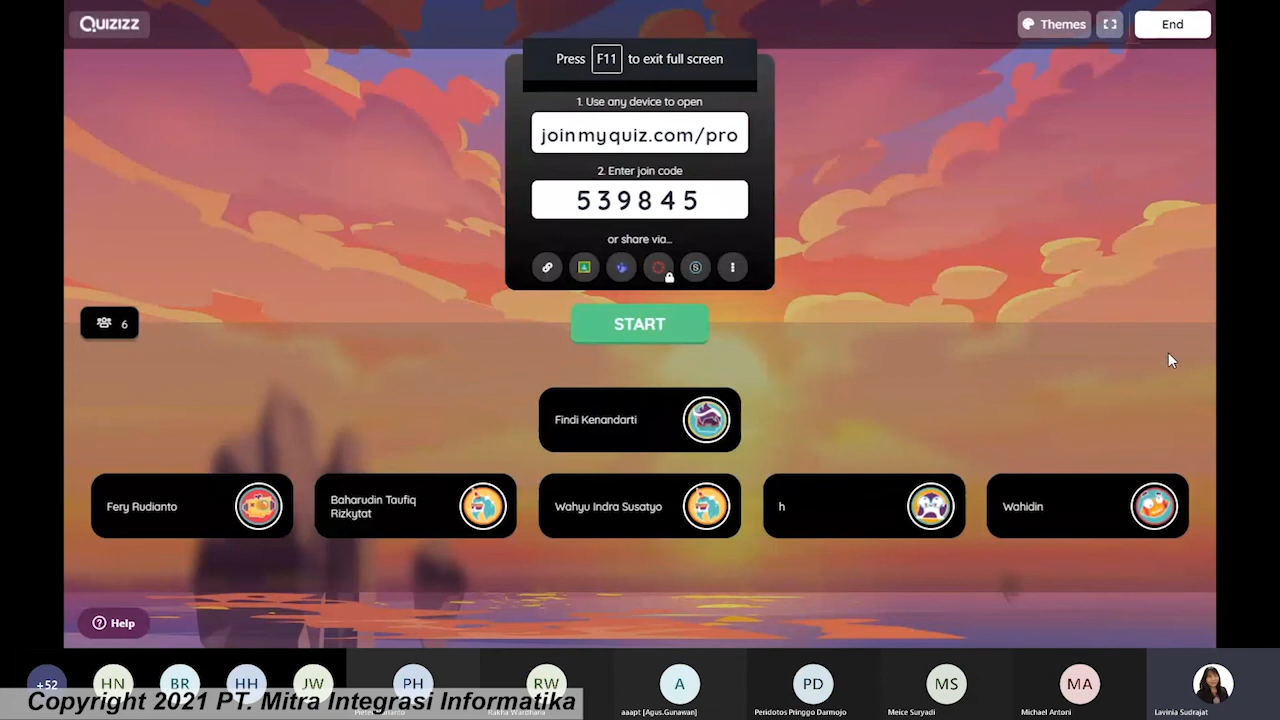 Quizizz
Themes
End
Press F11 to exit full screen
1. Use any device to open
joinmyquiz.com/pro
2. Enter join code
539845
or share via...
6
START
Findi Kenandarti
Fery Rudianto
Baharudin Taufiq
Rizkytat
Wahyu Indra Susatyo
h
Wahidin
Help
+52
HN
BR
HH
JW
PH
RW
A
PD
MS
MA
aaapt [Agus.Gunawan]
Peridotos Pringgo Darmojo
Meice Suryadi
Michael Antoni
Lavinia Sudrajat
Copyright 2021 PT. Mitra Integrasi Informatika